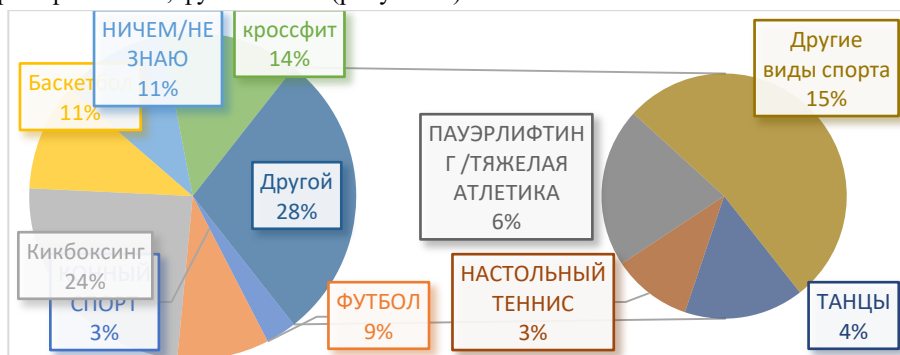 НИЧЕМ/НЕ
ЗНАЮ
11%
кроссфит
14%
11%
Другой
28%
Кикбоксинг
24%
СПОРТ
3%
ФУТБОЛ
9%
Другие
виды спорта
15%
ПАУЭРЛИФТИН
Г /ТЯЖЕЛАЯ
АТЛЕТИКА
6%
НАСТОЛЬНЫЙ
ТЕННИС
3%
ТАНЦЫ
4%